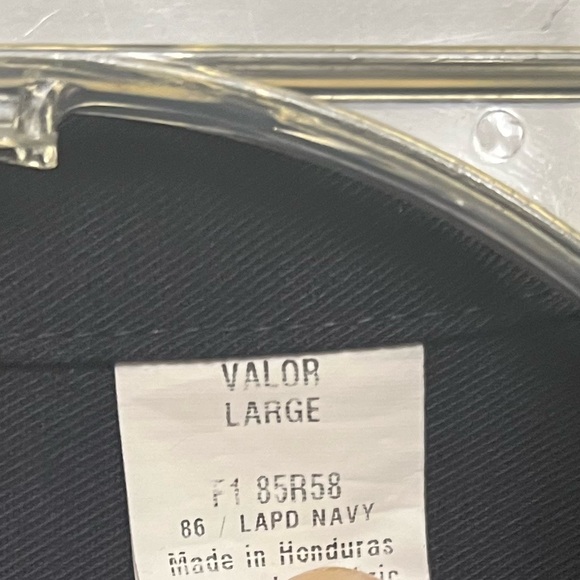 VALOR
LARGE
F1 85R58
86 / LAPD NAVY
Made in Honduras